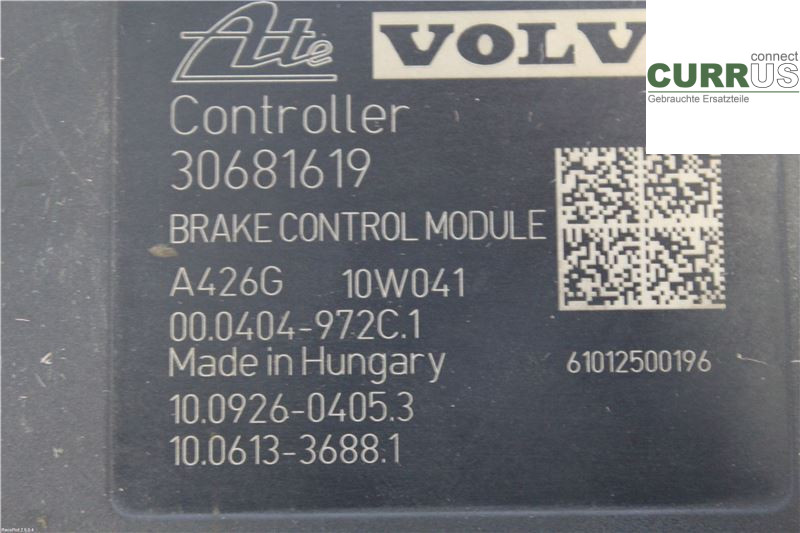 Ate VOLV
connect
CURRUS
Gebrauchte Ersatzteile
Controller
30681619
BRAKE CONTROL MODULE
A426G 10W041
00.0404-972C.1
Made in Hungary 61012500196
10.0926-0405.3
10.0613-3688.1